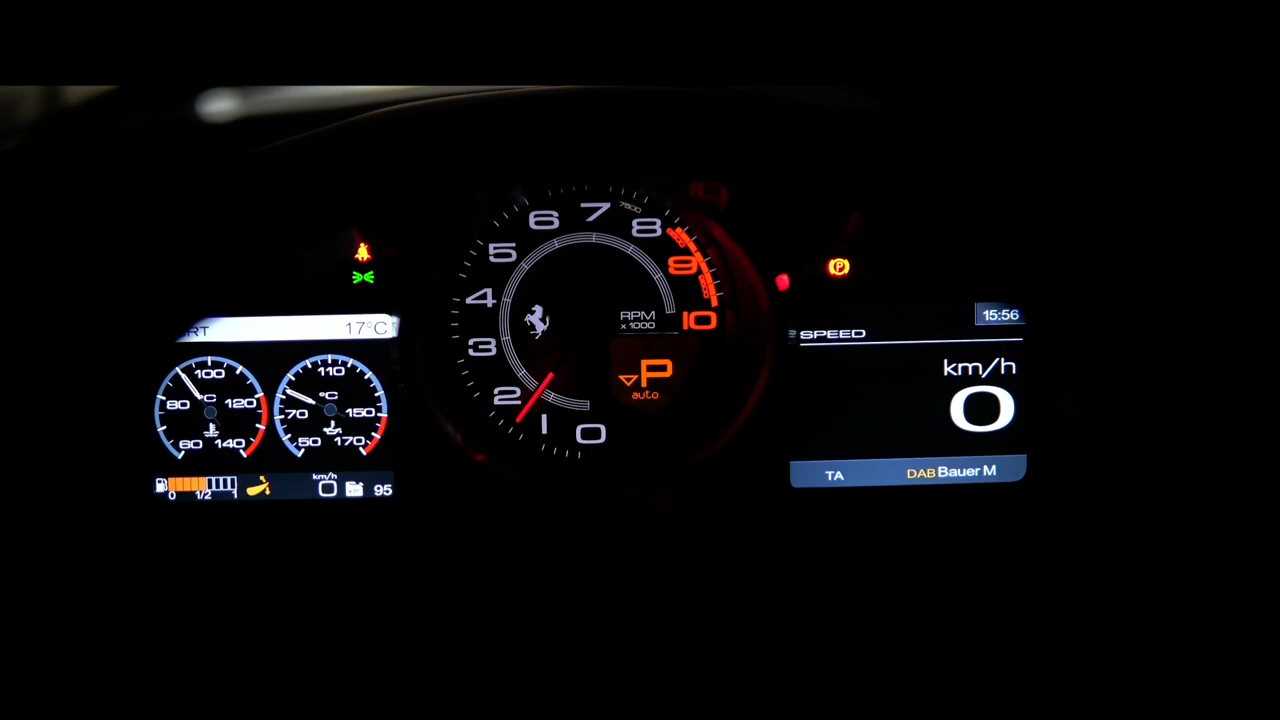 RT 17°C
100
80 °C 120
60 140
110
°C
70 150
50 170
0 1/2 1
km/h
0 95
7
7500
6 8
5 9
4 10
3
2
1 0
RPM
x 1000
P
auto
15:56
SPEED
km/h
0
TA DAB Bauer M